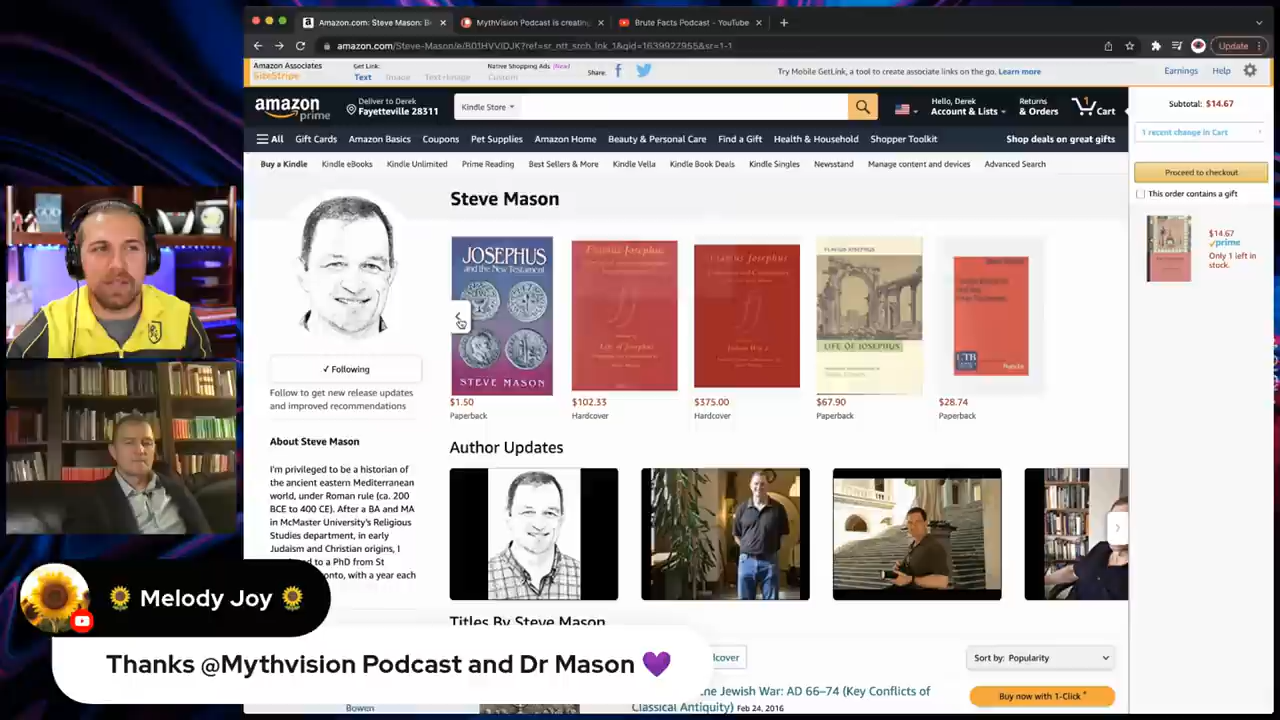 Amazon.com: Steve Mason: B
MythVision Podcast is creating
Brute Facts Podcast - YouTube
Update
Amazon Associates
SiteStripe
Get Link:
Text
Image
Text+Image
Native Shopping Ads (New)
Custom
Share:
Try Mobile GetLink, a tool to create associate links on the go. Learn more
Earnings
Help
amazon
prime
Deliver to Derek
Fayetteville 28311
Kindle Store
Hello, Derek
Account & Lists
Returns
& Orders
1
Cart
All
Gift Cards
Amazon Basics
Coupons
Pet Supplies
Amazon Home
Beauty & Personal Care
Find a Gift
Health & Household
Shopper Toolkit
Shop deals on great gifts
Buy a Kindle
Kindle eBooks
Kindle Unlimited
Prime Reading
Best Sellers & More
Kindle Vella
Kindle Book Deals
Kindle Singles
Newsstand
Manage content and devices
Advanced Search
Subtotal: $14.67
1 recent change in Cart
Proceed to checkout
This order contains a gift
$14.67
prime
Only 1 left in
stock.
Steve Mason
JOSEPHUS
and the New Testament
STEVE MASON
Flavius Josephus
Flavius Josephus
FLAVIUS JOSEPHUS
LIFE OF JOSEPHUS
UTB
$1.50
Paperback
$102.33
Hardcover
$375.00
Hardcover
$67.90
Paperback
$28.74
Paperback
✓ Following
Follow to get new release updates
and improved recommendations
About Steve Mason
I'm privileged to be a historian of
the ancient eastern Mediterranean
world, under Roman rule (ca. 200
BCE to 400 CE). After a BA and MA
in McMaster University's Religious
Studies department, in early
Judaism and Christian origins, I
to a PhD from St
onto, with a year each
Author Updates
Titles By Steve Mason
dcover
Sort by: Popularity
the Jewish War: AD 66–74 (Key Conflicts of
Classical Antiquity) Feb 24, 2016
Buy now with 1-Click
Bowen
🌻 Melody Joy 🌻
Thanks @Mythvision Podcast and Dr Mason 💜